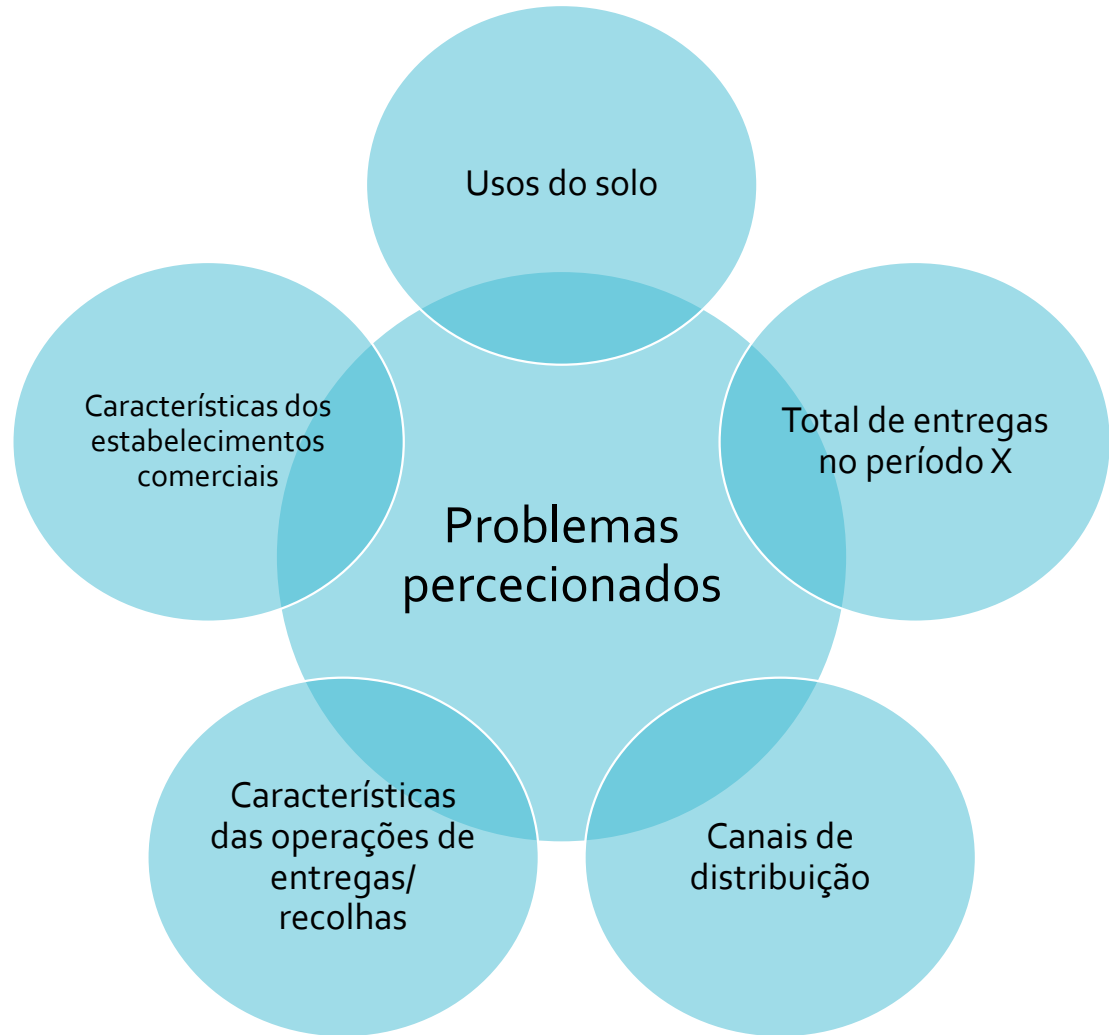 Usos do solo
Características dos
estabelecimentos
comerciais
Total de entregas
no período X
Problemas
percecionados
Características
das operações de
entregas/
recolhas
Canais de
distribuição